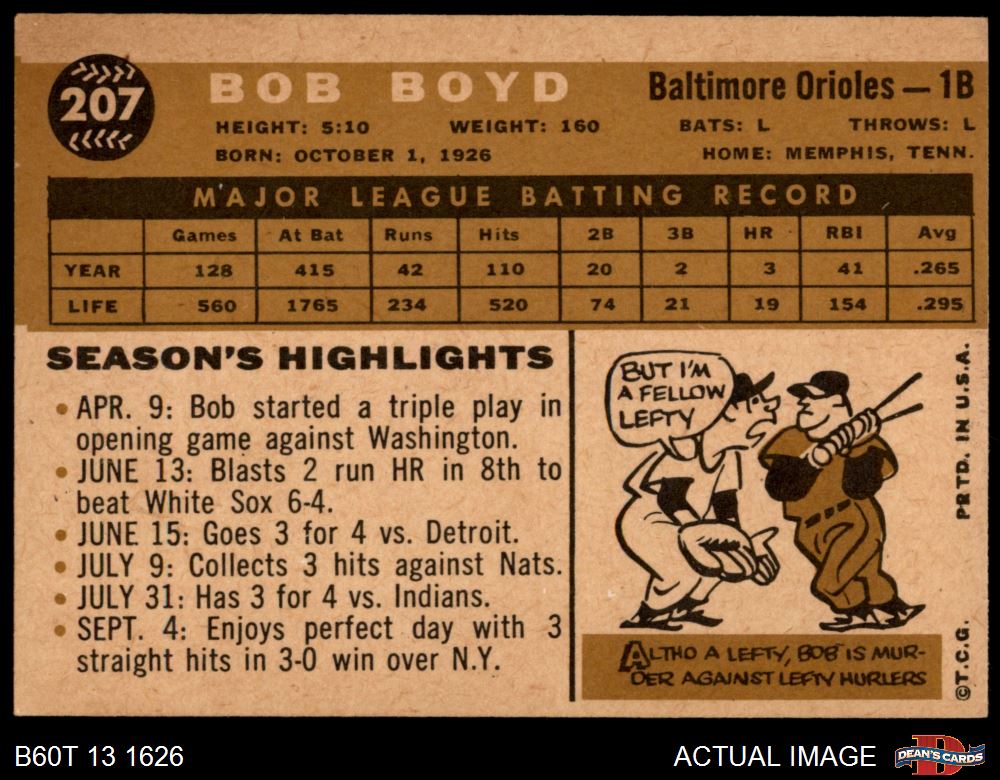 207
BOB BOYD
Baltimore Orioles — 1B
HEIGHT: 5:10 WEIGHT: 160 BATS: L THROWS: L
BORN: OCTOBER 1, 1926 HOME: MEMPHIS, TENN.
MAJOR LEAGUE BATTING RECORD
Games At Bat Runs Hits 2B 3B HR RBI Avg
YEAR 128 415 42 110 20 2 3 41 .265
LIFE 560 1765 234 520 74 21 19 154 .295
SEASON'S HIGHLIGHTS
• APR. 9: Bob started a triple play in
opening game against Washington.
• JUNE 13: Blasts 2 run HR in 8th to
beat White Sox 6-4.
• JUNE 15: Goes 3 for 4 vs. Detroit.
• JULY 9: Collects 3 hits against Nats.
• JULY 31: Has 3 for 4 vs. Indians.
• SEPT. 4: Enjoys perfect day with 3
straight hits in 3-0 win over N.Y.
BUT I'M
A FELLOW
LEFTY
ALTHO A LEFTY, BOB IS MUR-
DER AGAINST LEFTY HURLERS
©T.C.G. PRTD. IN U.S.A.
B60T 13 1626
ACTUAL IMAGE
D
DEAN'S CARDS